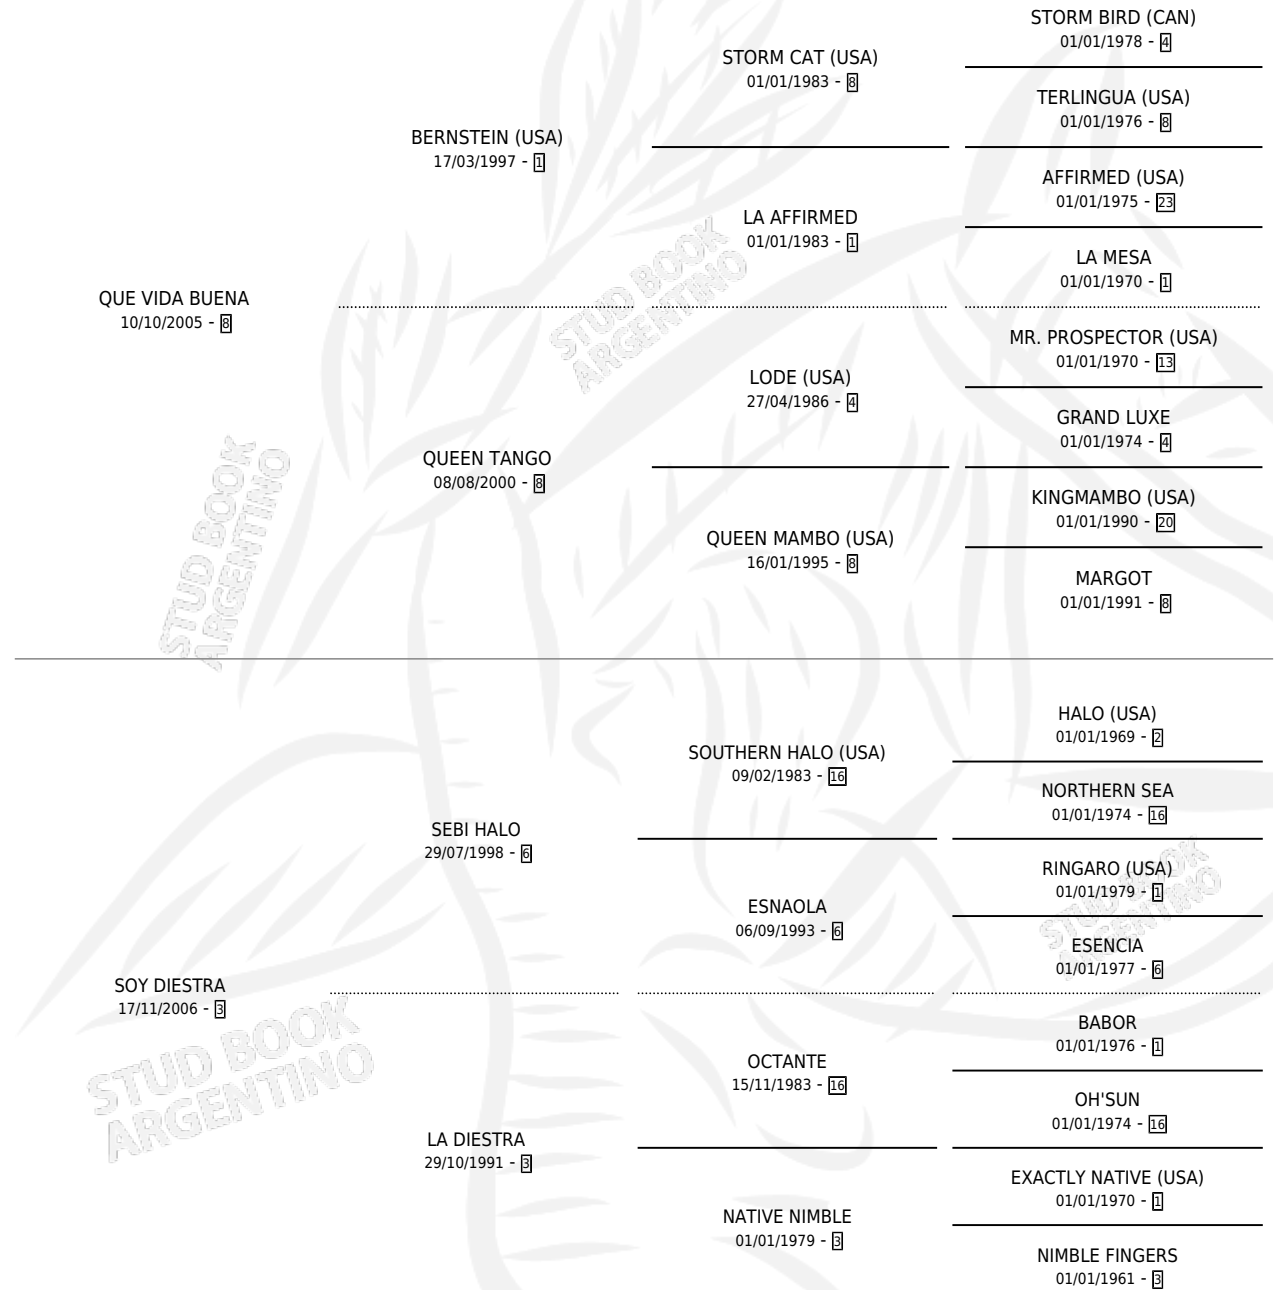 STORM BIRD (CAN)
01/01/1978 - 4
STORM CAT (USA)
01/01/1983 - 8
TERLINGUA (USA)
01/01/1976 - 8
BERNSTEIN (USA)
17/03/1997 - 1
AFFIRMED (USA)
01/01/1975 - 23
LA AFFIRMED
01/01/1983 - 1
LA MESA
01/01/1970 - 1
QUE VIDA BUENA
10/10/2005 - 8
MR. PROSPECTOR (USA)
01/01/1970 - 13
LODE (USA)
27/04/1986 - 4
GRAND LUXE
01/01/1974 - 4
QUEEN TANGO
08/08/2000 - 8
KINGMAMBO (USA)
01/01/1990 - 20
QUEEN MAMBO (USA)
16/01/1995 - 8
MARGOT
01/01/1991 - 8
STUD BOOK
ARGENTINO
STUD BOOK
ARGENTINO
HALO (USA)
01/01/1969 - 2
SOUTHERN HALO (USA)
09/02/1983 - 16
NORTHERN SEA
01/01/1974 - 16
SEBI HALO
29/07/1998 - 6
RINGARO (USA)
01/01/1979 - 1
ESNAOLA
06/09/1993 - 6
ESENCIA
01/01/1977 - 6
SOY DIESTRA
17/11/2006 - 3
BABOR
01/01/1976 - 1
OCTANTE
15/11/1983 - 16
OH'SUN
01/01/1974 - 16
LA DIESTRA
29/10/1991 - 3
EXACTLY NATIVE (USA)
01/01/1970 - 1
NATIVE NIMBLE
01/01/1979 - 3
NIMBLE FINGERS
01/01/1961 - 3
STUD BOOK
ARGENTINO
STUD BOOK
ARGENTINO